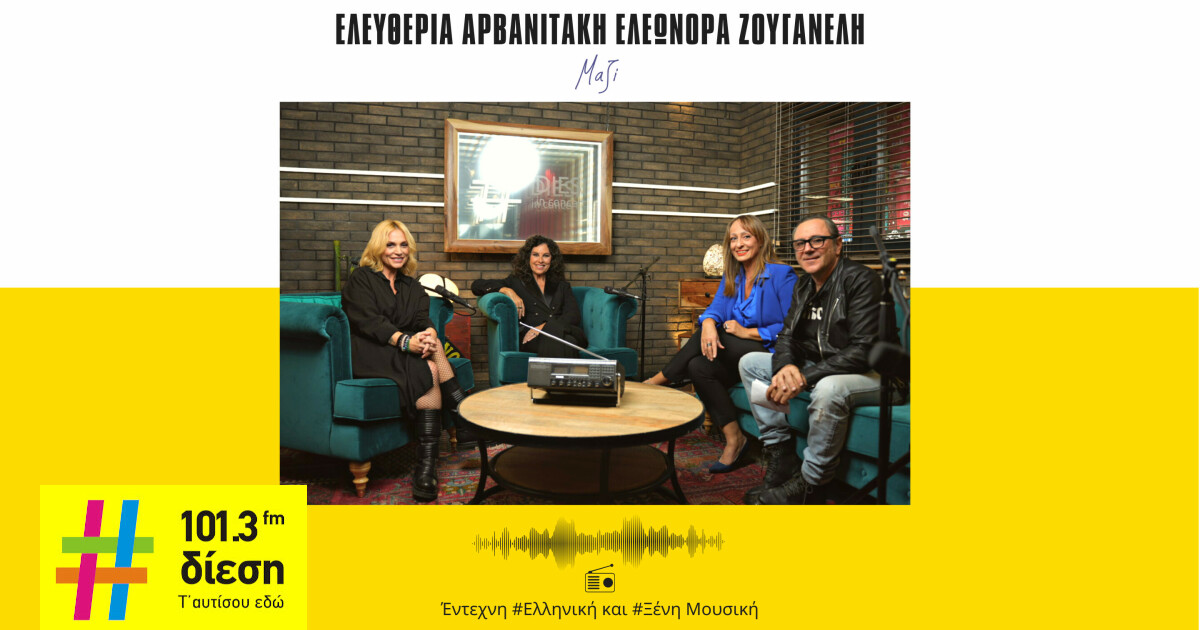 ΕΛΕΥΘΕΡΙΑ ΑΡΒΑΝΙΤΑΚΗ ΕΛΕΩΝΟΡΑ ΖΟΥΓΑΝΕΛΗ
Μαζί
101.3 fm
δίεση
Τ᾽αυτίσου εδώ
Έντεχνη #Ελληνική και #Ξένη Μουσική